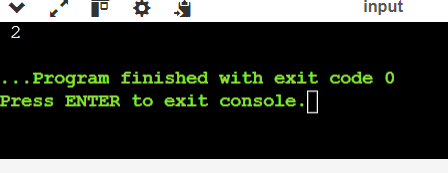 input
2
...Program finished with exit code 0
Press ENTER to exit console.